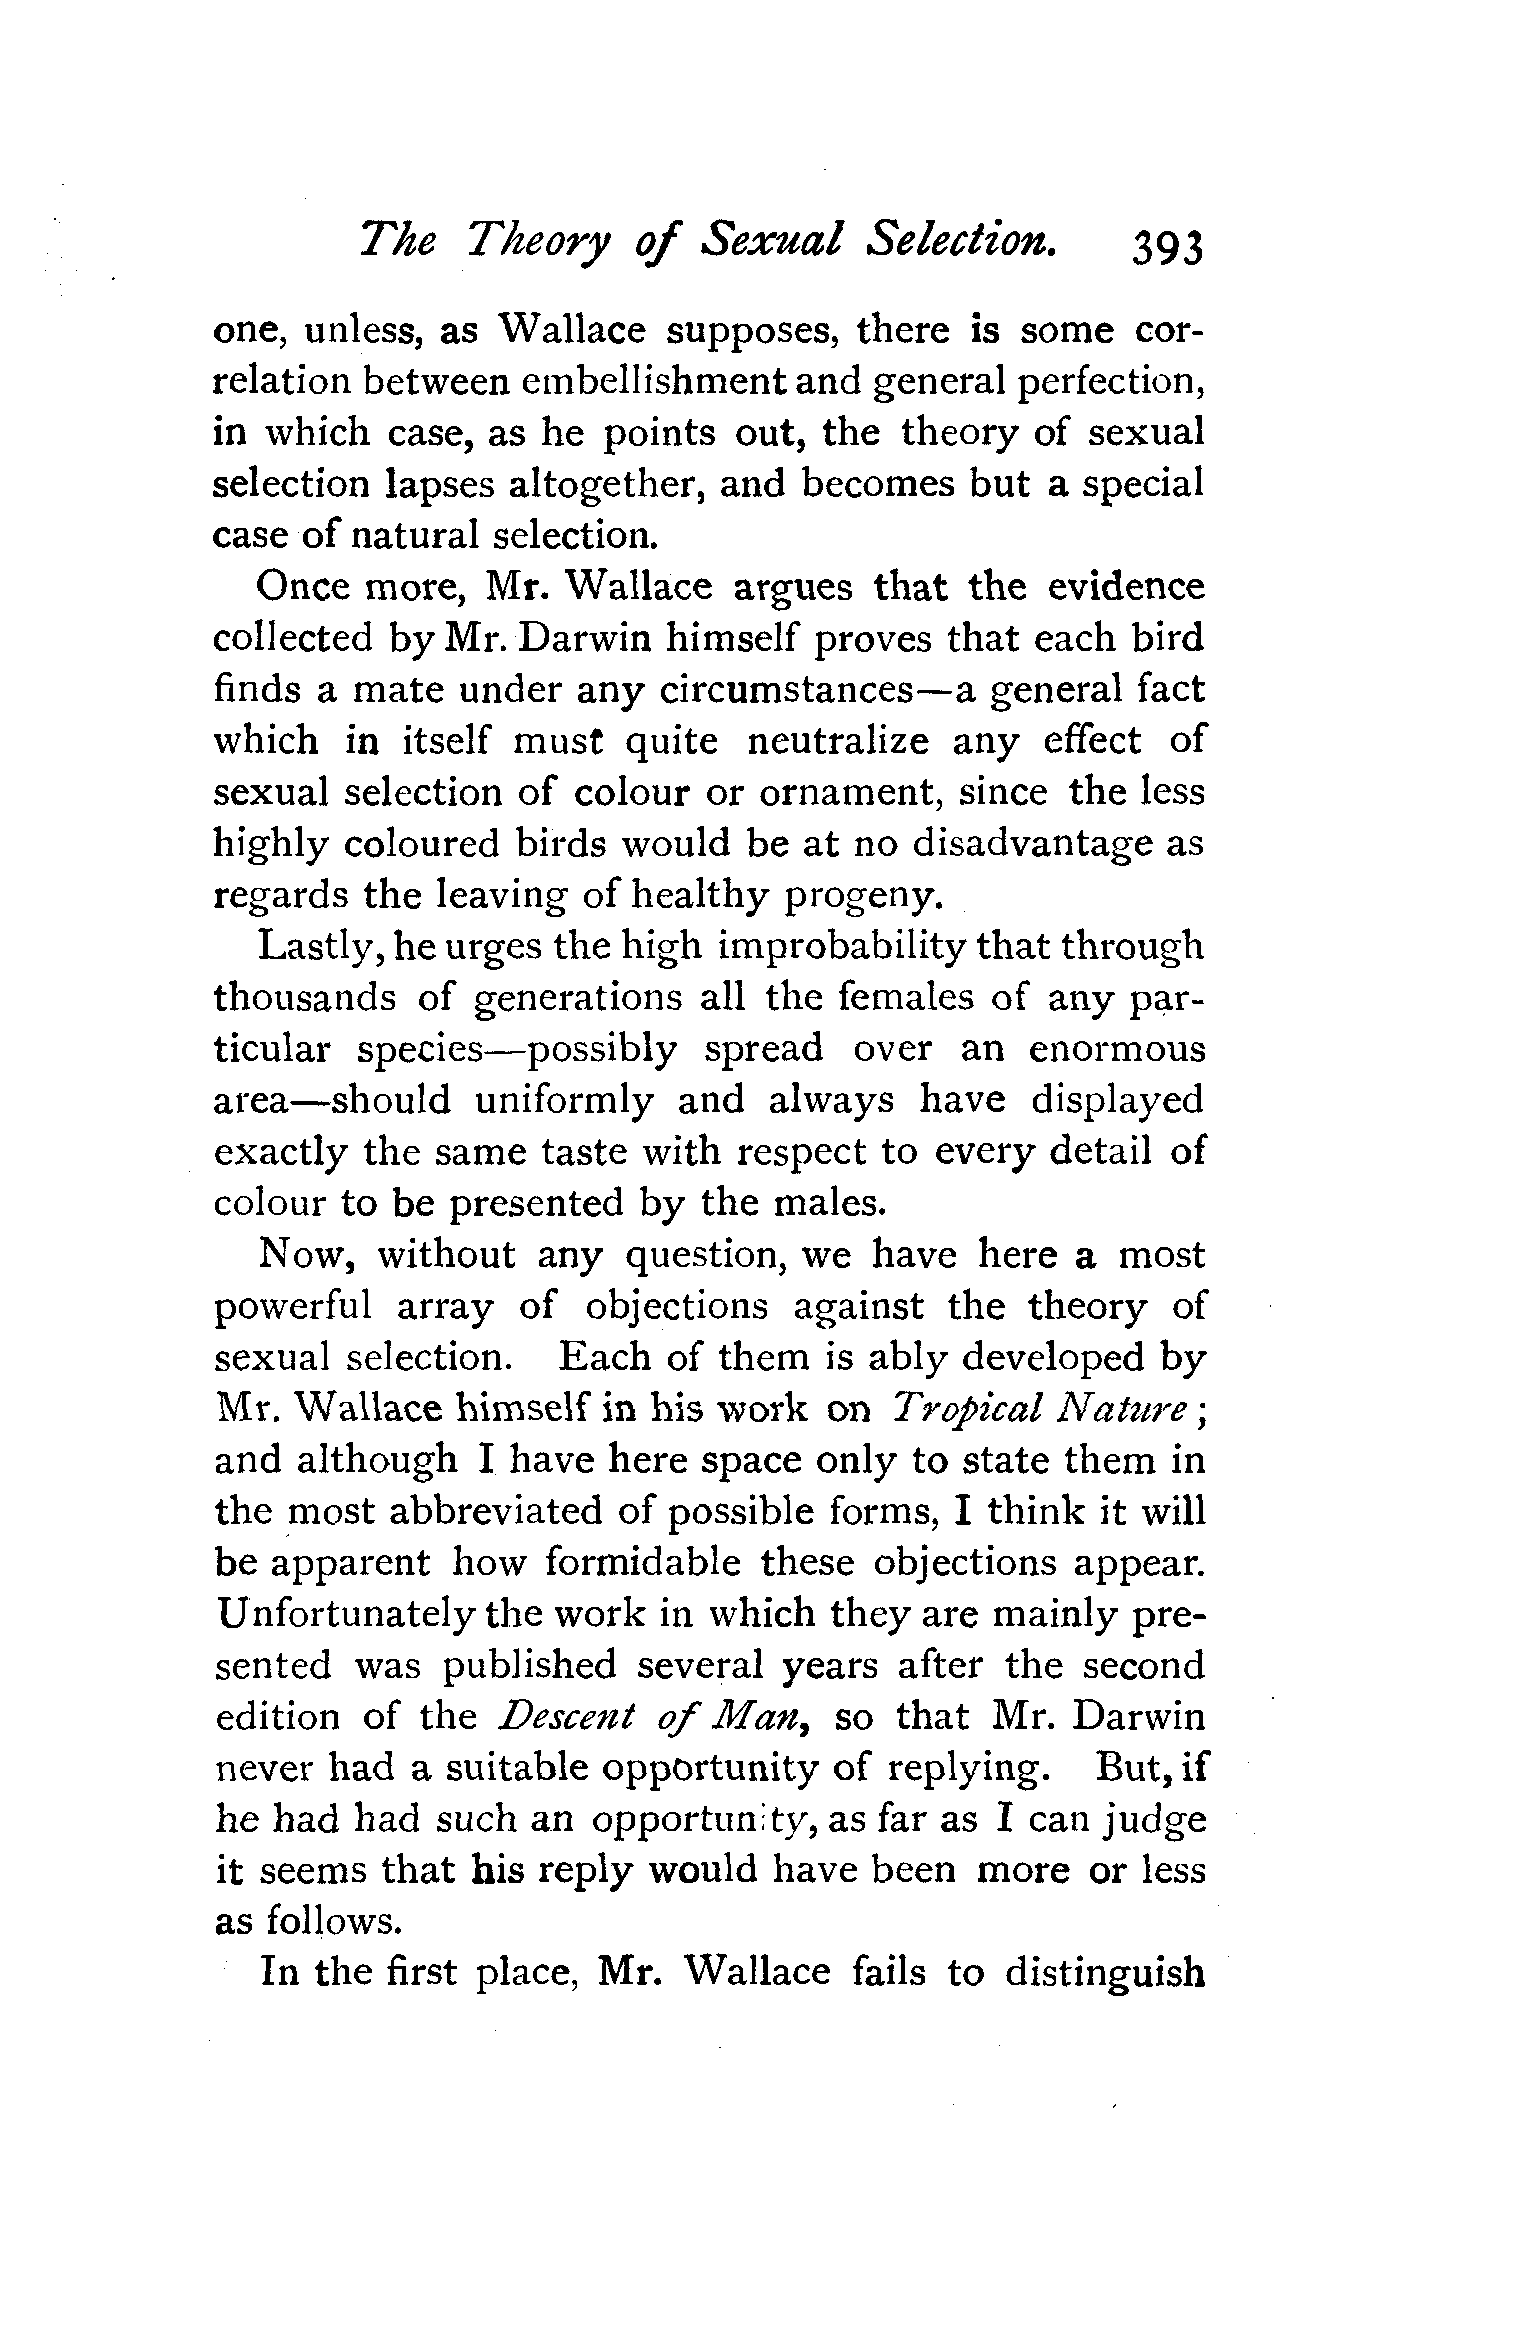 The Theory of Sexual Selection. 393
one, unless, as Wallace supposes, there is some cor-
relation between embellishment and general perfection,
in which case, as he points out, the theory of sexual
selection lapses altogether, and becomes but a special
case of natural selection.
Once more, Mr. Wallace argues that the evidence
collected by Mr. Darwin himself proves that each bird
finds a mate under any circumstances—a general fact
which in itself must quite neutralize any effect of
sexual selection of colour or ornament, since the less
highly coloured birds would be at no disadvantage as
regards the leaving of healthy progeny.
Lastly, he urges the high improbability that through
thousands of generations all the females of any par-
ticular species—possibly spread over an enormous
area—should uniformly and always have displayed
exactly the same taste with respect to every detail of
colour to be presented by the males.
Now, without any question, we have here a most
powerful array of objections against the theory of
sexual selection. Each of them is ably developed by
Mr. Wallace himself in his work on Tropical Nature ;
and although I have here space only to state them in
the most abbreviated of possible forms, I think it will
be apparent how formidable these objections appear.
Unfortunately the work in which they are mainly pre-
sented was published several years after the second
edition of the Descent of Man, so that Mr. Darwin
never had a suitable opportunity of replying. But, if
he had had such an opportunity, as far as I can judge
it seems that his reply would have been more or less
as follows.
In the first place, Mr. Wallace fails to distinguish